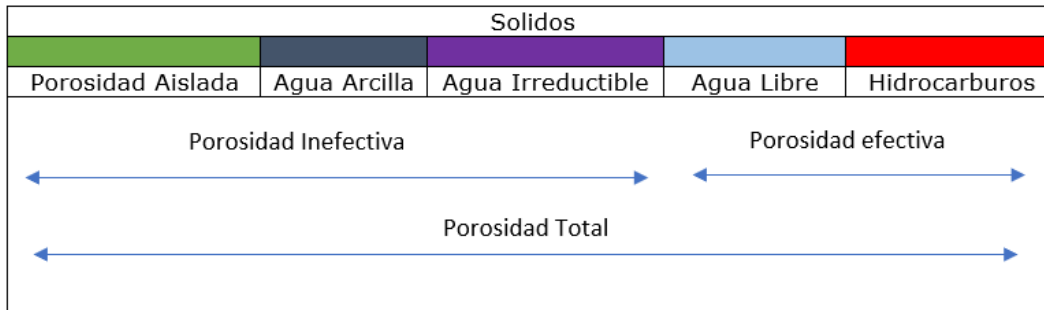 Solidos
Porosidad Aislada Agua Arcilla Agua Irreductible Agua Libre Hidrocarburos
Porosidad Inefectiva Porosidad efectiva
Porosidad Total